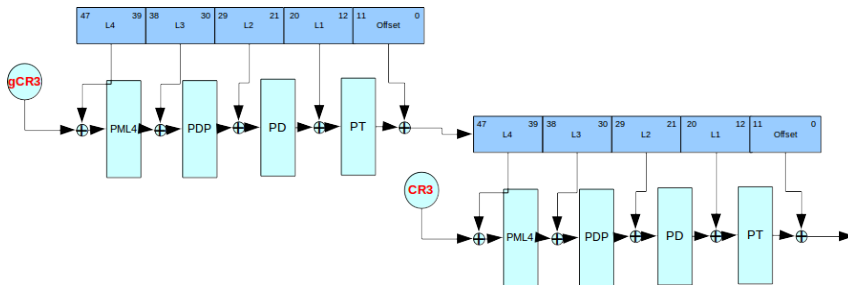 47 39 38 30 29 21 20 12 11 0
L4 L3 L2 L1 Offset
gCR3
PML4 PDP PD PT
47 39 38 30 29 21 20 12 11 0
L4 L3 L2 L1 Offset
CR3
PML4 PDP PD PT